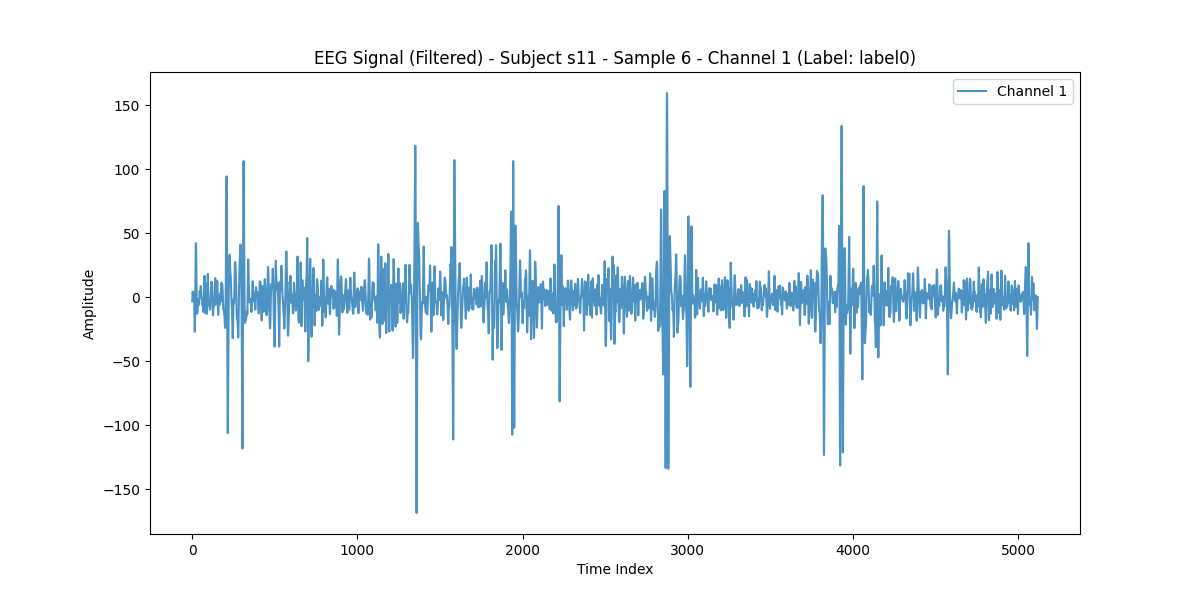 EEG Signal (Filtered) - Subject s11 - Sample 6 - Channel 1 (Label: label0)
Channel 1
150
100
50
0
−50
−100
−150
Amplitude
0 1000 2000 3000 4000 5000
Time Index